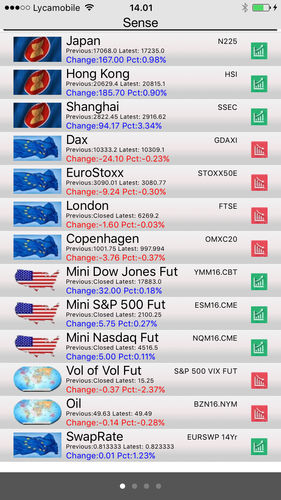 Lycamobile 14.01
Sense
Japan N225
Previous:17068.0 Latest: 17235.0
Change:167.00 Pct:0.98%
Hong Kong HSI
Previous:20629.4 Latest: 20815.1
Change:185.70 Pct:0.90%
Shanghai SSEC
Previous:2822.45 Latest: 2916.62
Change:94.17 Pct:3.34%
Dax GDAXI
Previous:10333.2 Latest: 10309.1
Change:-24.10 Pct:-0.23%
EuroStoxx STOXX50E
Previous:3090.01 Latest: 3080.77
Change:-9.24 Pct:-0.30%
London FTSE
Previous:Closed Latest: 6269.2
Change:-1.60 Pct:-0.03%
Copenhagen OMXC20
Previous:1001.75 Latest: 997.994
Change:-3.76 Pct:-0.37%
Mini Dow Jones Fut YMM16.CBT
Previous:Closed Latest: 17883.0
Change:32.00 Pct:0.18%
Mini S&P 500 Fut ESM16.CME
Previous:Closed Latest: 2100.25
Change:5.75 Pct:0.27%
Mini Nasdaq Fut NQM16.CME
Previous:Closed Latest: 4516.5
Change:5.00 Pct:0.11%
Vol of Vol Fut S&P 500 VIX FUT
Previous:Closed Latest: 15.25
Change:-0.37 Pct:-2.37%
Oil BZN16.NYM
Previous:49.63 Latest: 49.49
Change:-0.14 Pct:-0.28%
SwapRate EURSWP 14Yr
Previous:0.813333 Latest: 0.823333
Change:0.01 Pct:1.23%